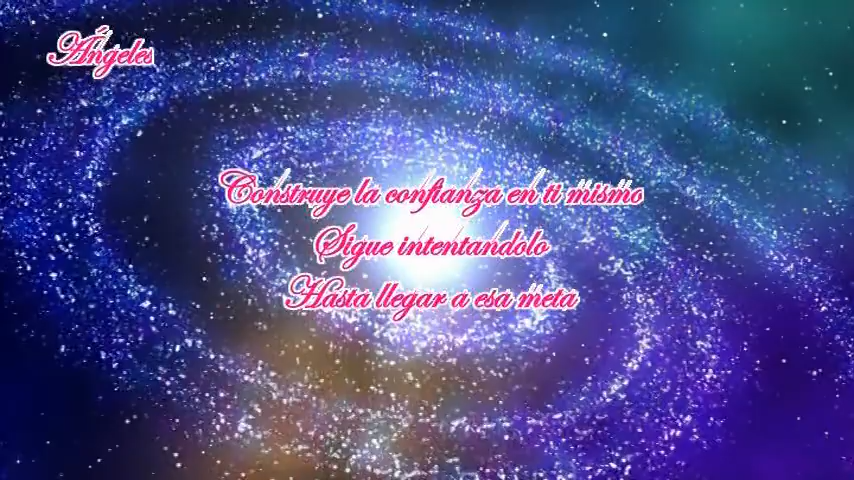 Ángeles
Construye la confianza en ti mismo
Sigue intentandolo
Hasta llegar a esa meta